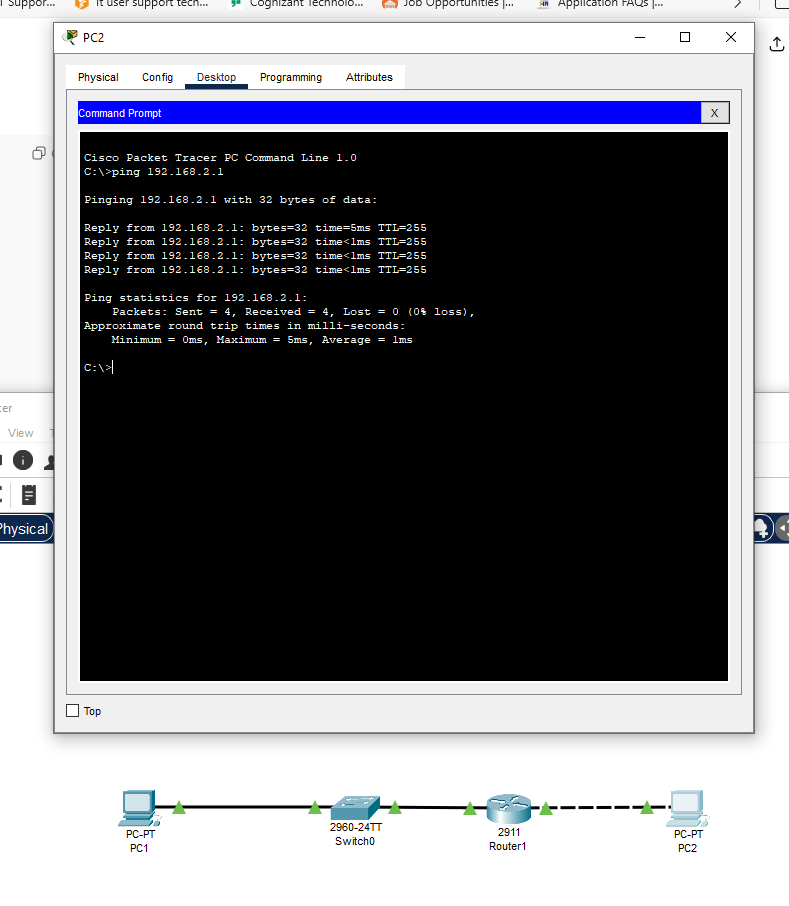 Suppor...
it user support tech...
Cognizant Technolo...
Job Opportunities |...
Application FAQs |...
PC2
Physical
Config
Desktop
Programming
Attributes
Command Prompt
X
Cisco Packet Tracer PC Command Line 1.0
C:\>ping 192.168.2.1
Pinging 192.168.2.1 with 32 bytes of data:
Reply from 192.168.2.1: bytes=32 time=5ms TTL=255
Reply from 192.168.2.1: bytes=32 time<1ms TTL=255
Reply from 192.168.2.1: bytes=32 time<1ms TTL=255
Reply from 192.168.2.1: bytes=32 time<1ms TTL=255
Ping statistics for 192.168.2.1:
Packets: Sent = 4, Received = 4, Lost = 0 (0% loss),
Approximate round trip times in milli-seconds:
Minimum = 0ms, Maximum = 5ms, Average = 1ms
C:\>
View
Physical
Top
PC-PT
PC1
2960-24TT
Switch0
2911
Router1
PC-PT
PC2